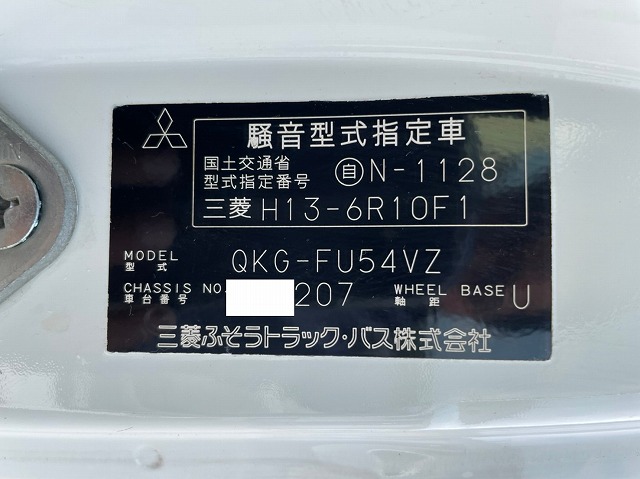 騒音型式指定車
国土交通省
型式指定番号 自N-1128
三菱 H13-6R10F1
MODEL
型式 QKG-FU54VZ
CHASSIS NO.
車台番号 207 WHEEL BASE
軸距 U
三菱ふそうトラック・バス株式会社